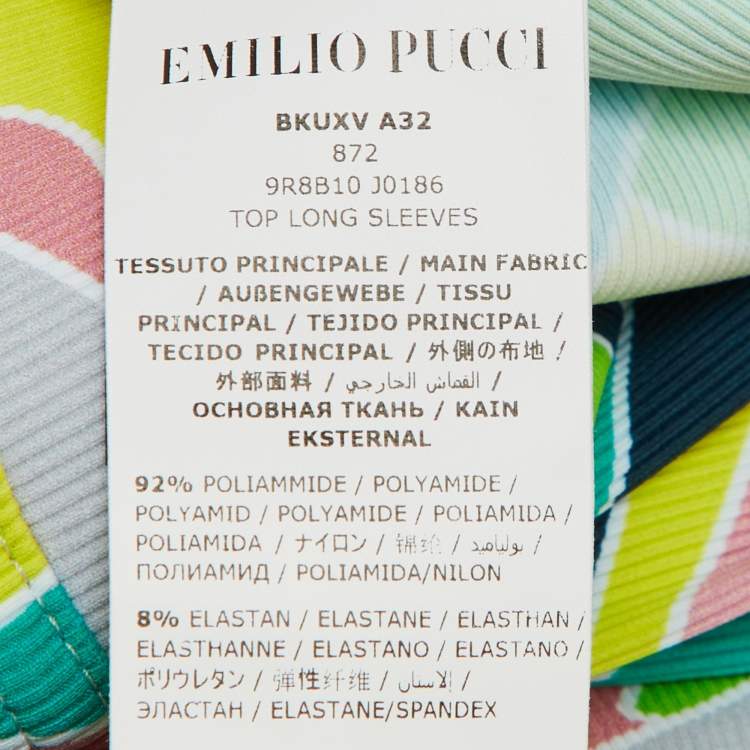 EMILIO PUCCI
BKUXV A32
872
9R8B10 J0186
TOP LONG SLEEVES
TESSUTO PRINCIPALE / MAIN FABRIC
/ AUßENGEWEBE / TISSU
PRINCIPAL / TEJIDO PRINCIPAL /
TECIDO PRINCIPAL / 外側の布地 /
外部面料 / القماش الخارجي /
ОСНОВНАЯ ТКАНЬ / KAIN
EKSTERNAL
92% POLIAMMIDE / POLYAMIDE /
POLYAMID / POLYAMIDE / POLIAMIDA /
POLIAMIDA / ナイロン / 锦纶 / بولياميد /
ПОЛИАМИД / POLIAMIDA/NILON
8% ELASTAN / ELASTANE / ELASTHAN /
ELASTHANNE / ELASTANO / ELASTANO /
ポリウレタン / 弹性纤维 / الاستان /
ЭЛАСТАН / ELASTANE/SPANDEX